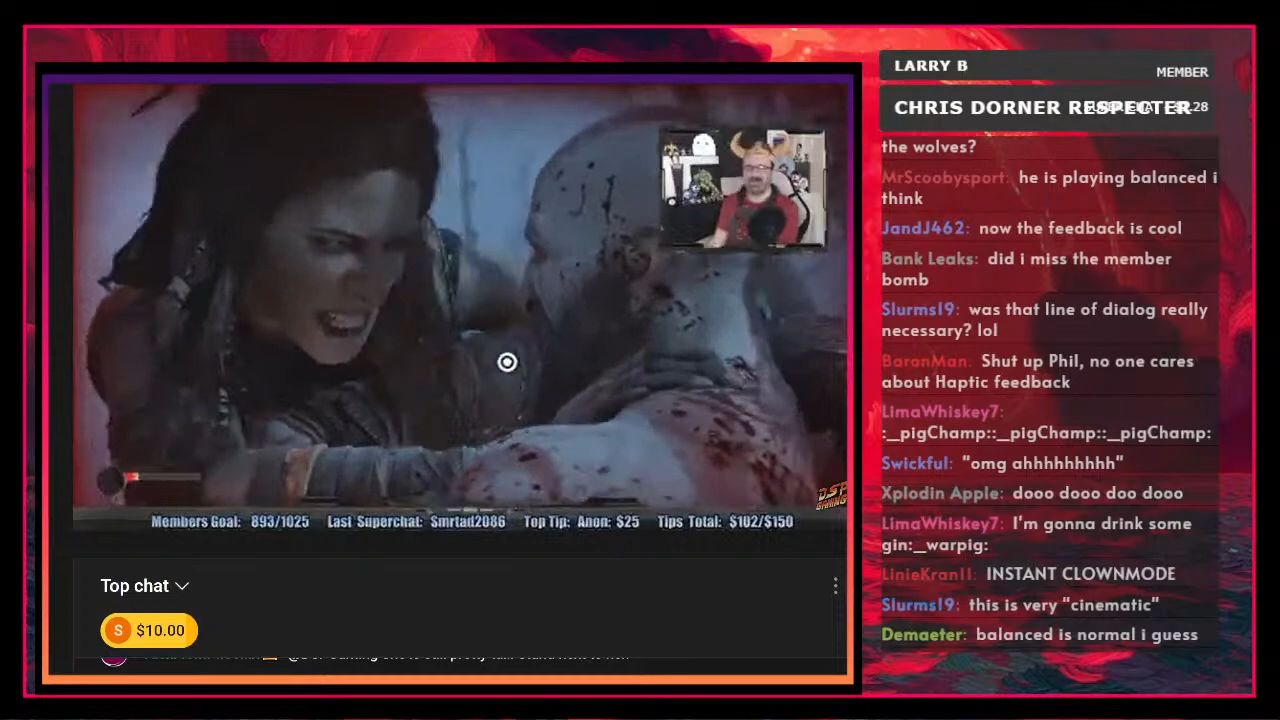 LARRY B
MEMBER
CHRIS DORNER RESPECTER
the wolves?
MrScoobysport: he is playing balanced i
think
JandJ462: now the feedback is cool
Bank Leaks: did i miss the member
bomb
Slurms19: was that line of dialog really
necessary? lol
BaronMan: Shut up Phil, no one cares
about Haptic feedback
LimaWhiskey7:
:_pigChamp::_pigChamp::_pigChamp:
Swickful: "omg ahhhhhhhhh"
Xplodin Apple: dooo dooo doo dooo
LimaWhiskey7: I'm gonna drink some
gin:_warpig:
LinieKran11: INSTANT CLOWNMODE
Slurms19: this is very "cinematic"
Demaeter: balanced is normal i guess
DSP
GAMING
Members Goal: 893/1025 Last Superchat: Smrtad2086 Top Tip: Anon: $25 Tips Total: $102/$150
Top chat
S $10.00